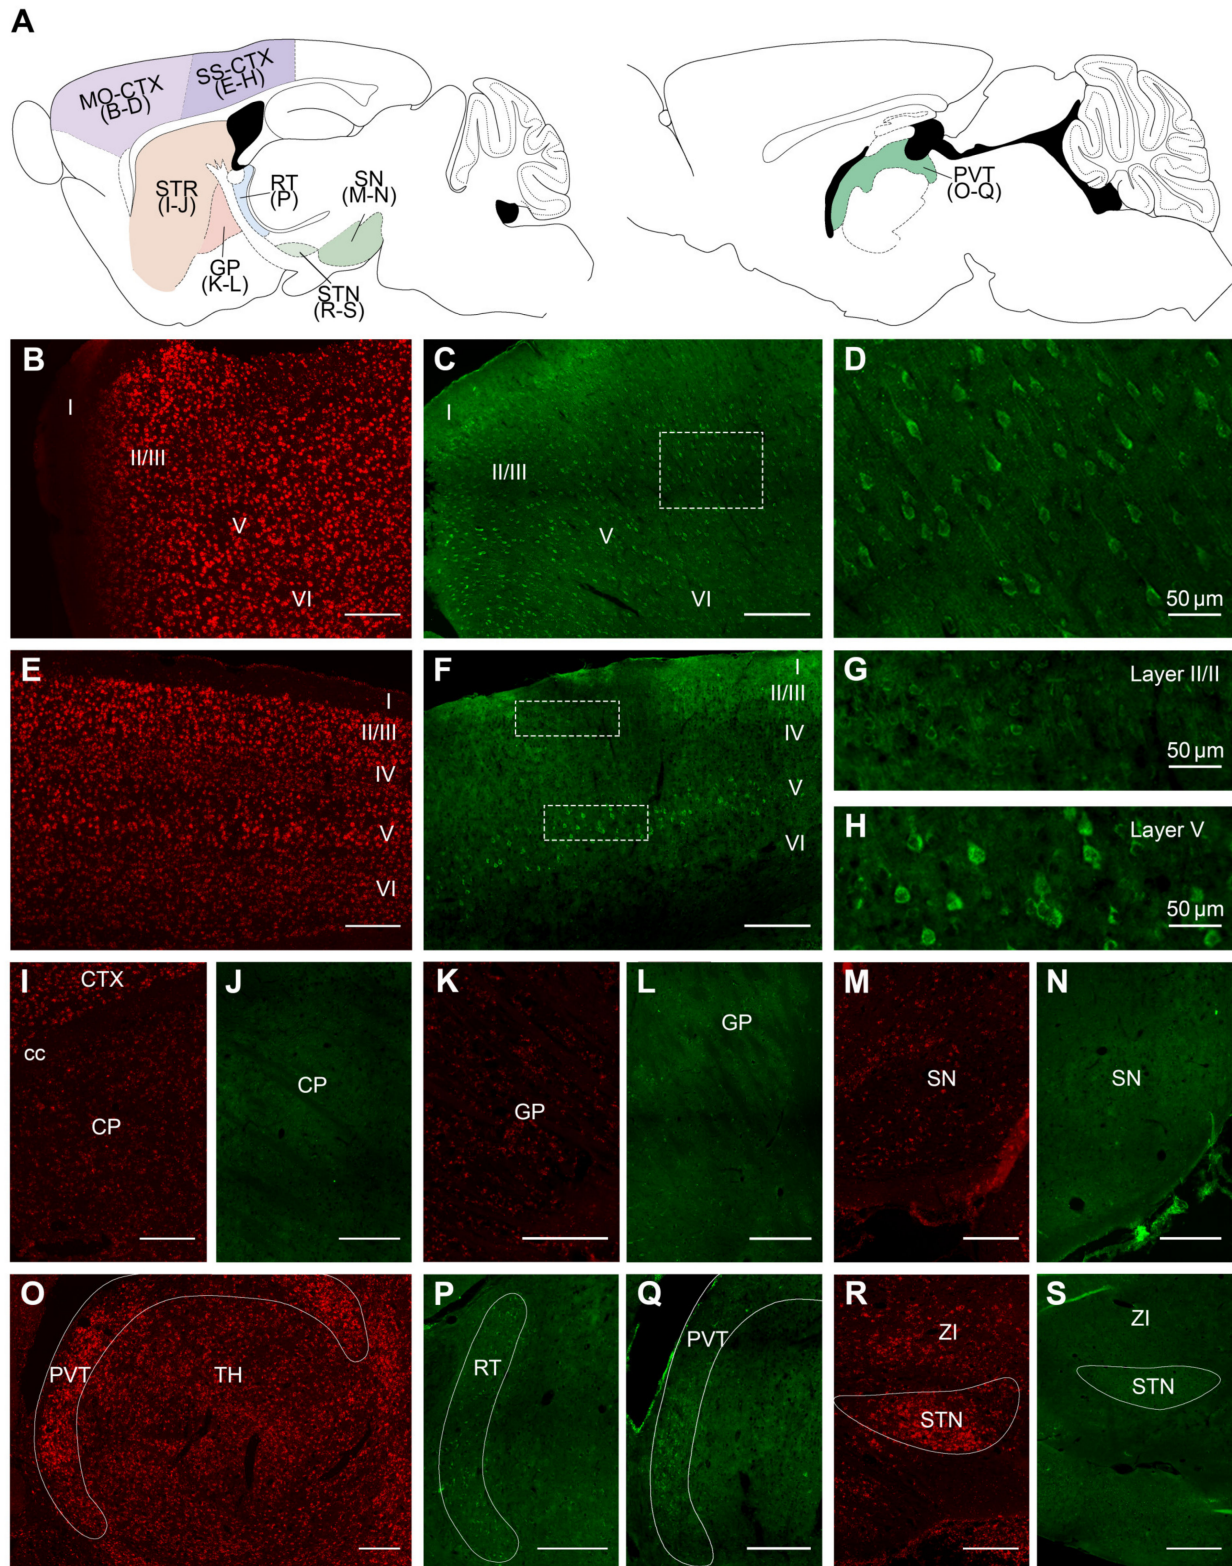 A
MO-CTX
(B-D)
SS-CTX
(E-H)
STR
(I-J)
RT
(P)
SN
(M-N)
GP
(K-L)
STN
(R-S)
PVT
(O-Q)
B
I
II/III
V
VI
C
I
II/III
V
VI
D
50 µm
E
I
II/III
IV
V
VI
F
I
II/III
IV
V
VI
G
Layer II/II
50 µm
H
Layer V
50 µm
I
CTX
cc
CP
J
CP
K
GP
L
GP
M
SN
N
SN
O
PVT
TH
P
RT
Q
PVT
R
ZI
STN
S
ZI
STN